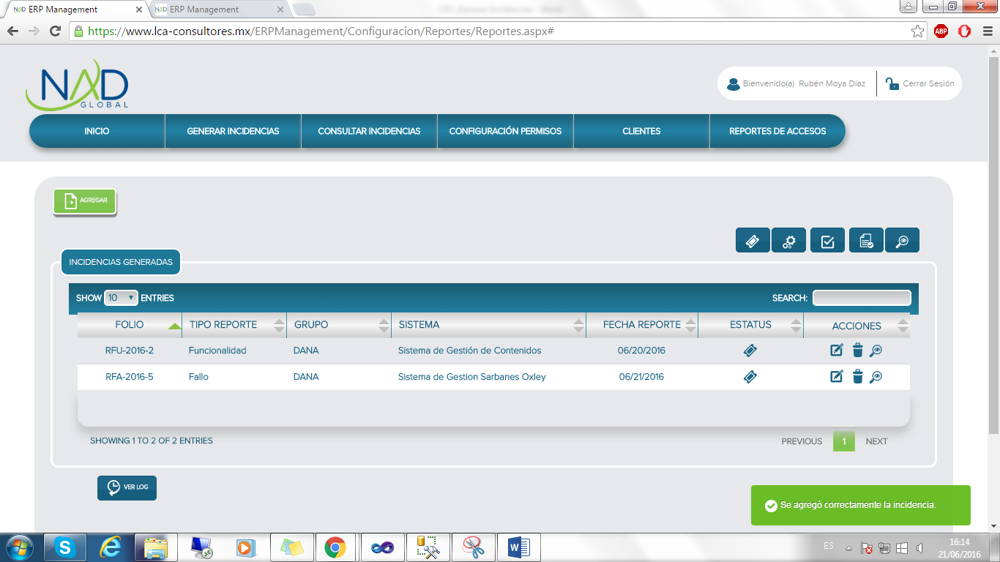 NAD ERP Management
NAD ERP Management
https://www.lca-consultores.mx/ERPManagement/Configuracion/Reportes/Reportes.aspx#
ABP
NAD
GLOBAL
Bienvenido(a) Rubén Moya Díaz
Cerrar Sesión
INICIO
GENERAR INCIDENCIAS
CONSULTAR INCIDENCIAS
CONFIGURACIÓN PERMISOS
CLIENTES
REPORTES DE ACCESOS
AGREGAR
INCIDENCIAS GENERADAS
SHOW 10 ENTRIES
SEARCH:
FOLIO TIPO REPORTE GRUPO SISTEMA FECHA REPORTE ESTATUS ACCIONES
RFU-2016-2 Funcionalidad DANA Sistema de Gestión de Contenidos 06/20/2016
RFA-2016-5 Fallo DANA Sistema de Gestion Sarbanes Oxley 06/21/2016
SHOWING 1 TO 2 OF 2 ENTRIES
PREVIOUS 1 NEXT
VER LOG
Se agregó correctamente la incidencia.
ES
16:14
21/06/2016